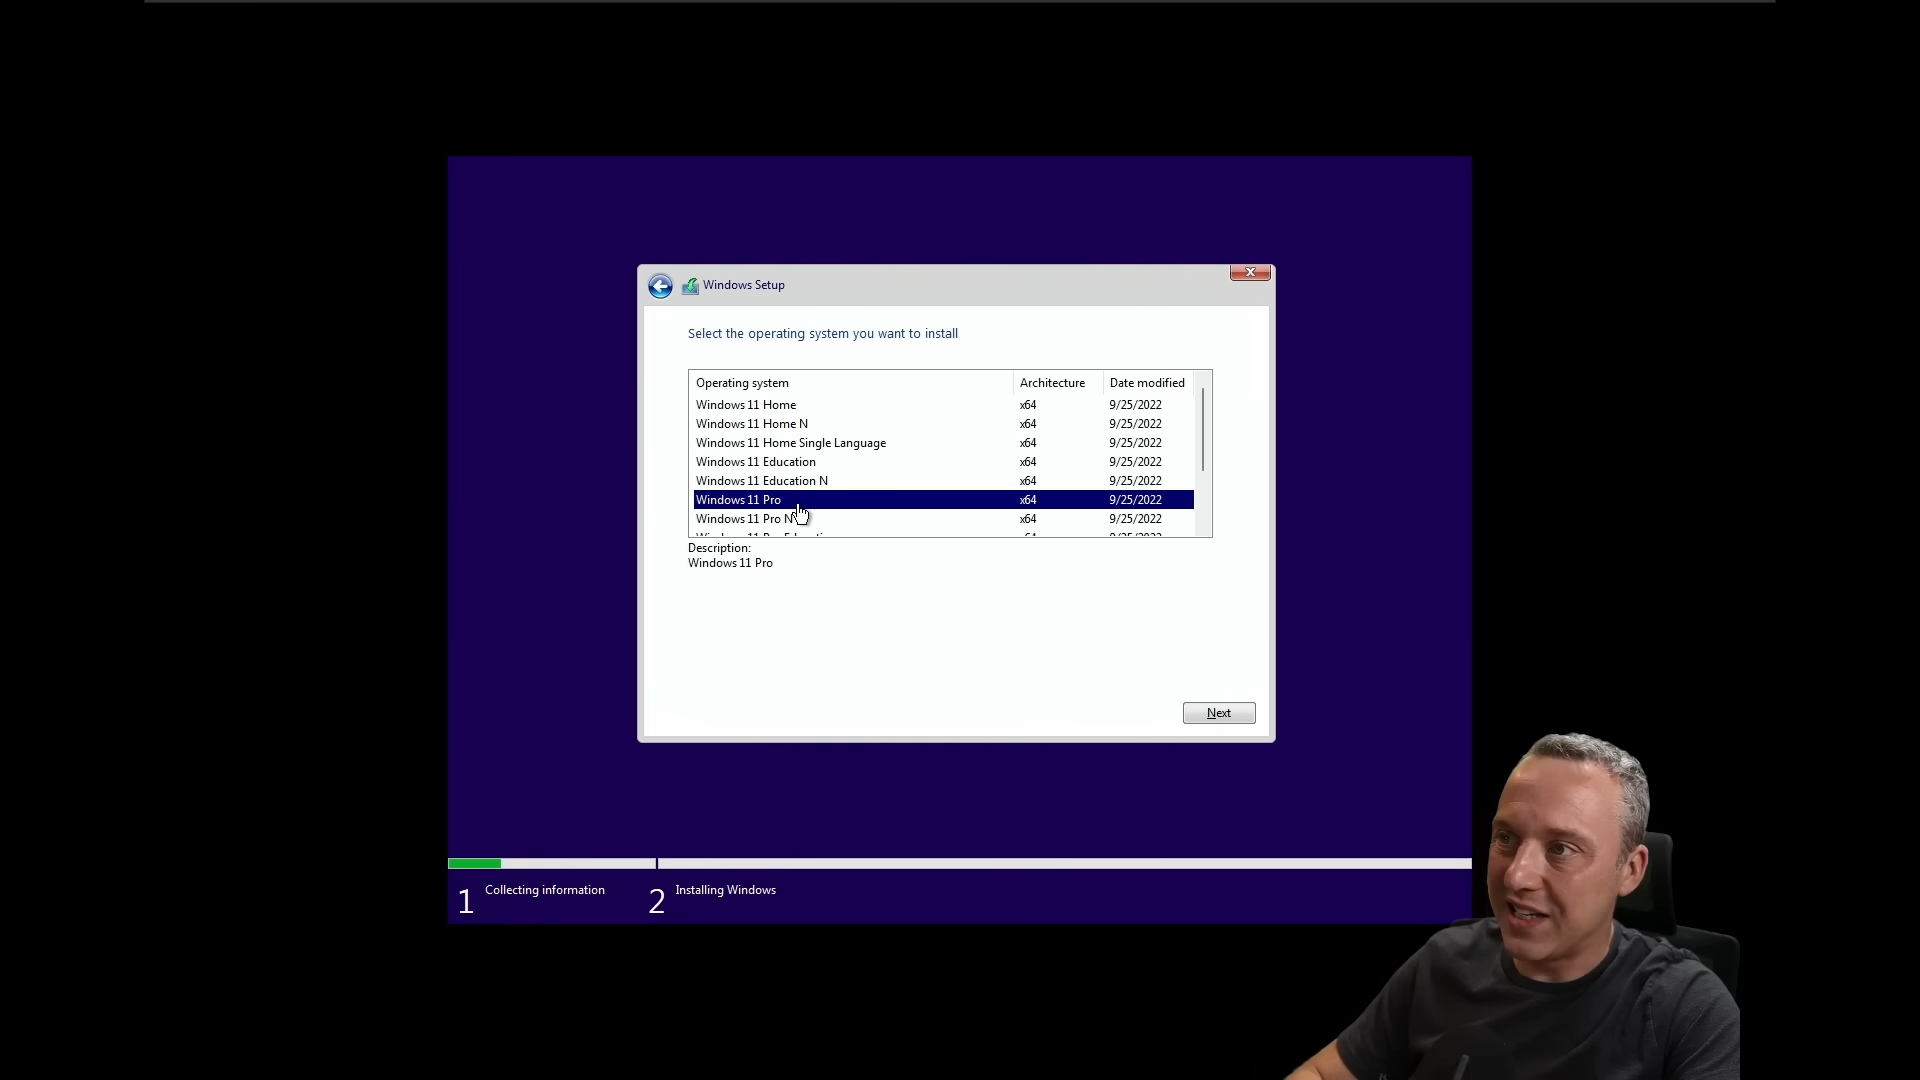 Windows Setup
Select the operating system you want to install
Operating system Architecture Date modified
Windows 11 Home x64 9/25/2022
Windows 11 Home N x64 9/25/2022
Windows 11 Home Single Language x64 9/25/2022
Windows 11 Education x64 9/25/2022
Windows 11 Education N x64 9/25/2022
Windows 11 Pro x64 9/25/2022
Windows 11 Pro N x64 9/25/2022
Description:
Windows 11 Pro
Next
1 Collecting information 2 Installing Windows